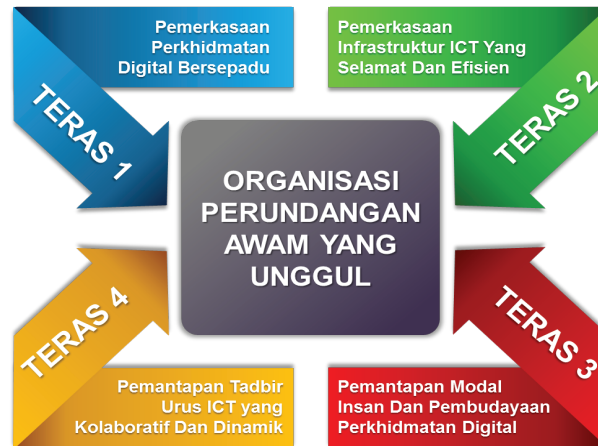 Pemerkasaan
Perkhidmatan
Digital Bersepadu
TERAS 1
Pemerkasaan
Infrastruktur ICT Yang
Selamat Dan Efisien
TERAS 2
ORGANISASI
PERUNDANGAN
AWAM YANG
UNGGUL
TERAS 4
Pemantapan Tadbir
Urus ICT yang
Kolaboratif Dan Dinamik
TERAS 3
Pemantapan Modal
Insan Dan Pembudayaan
Perkhidmatan Digital